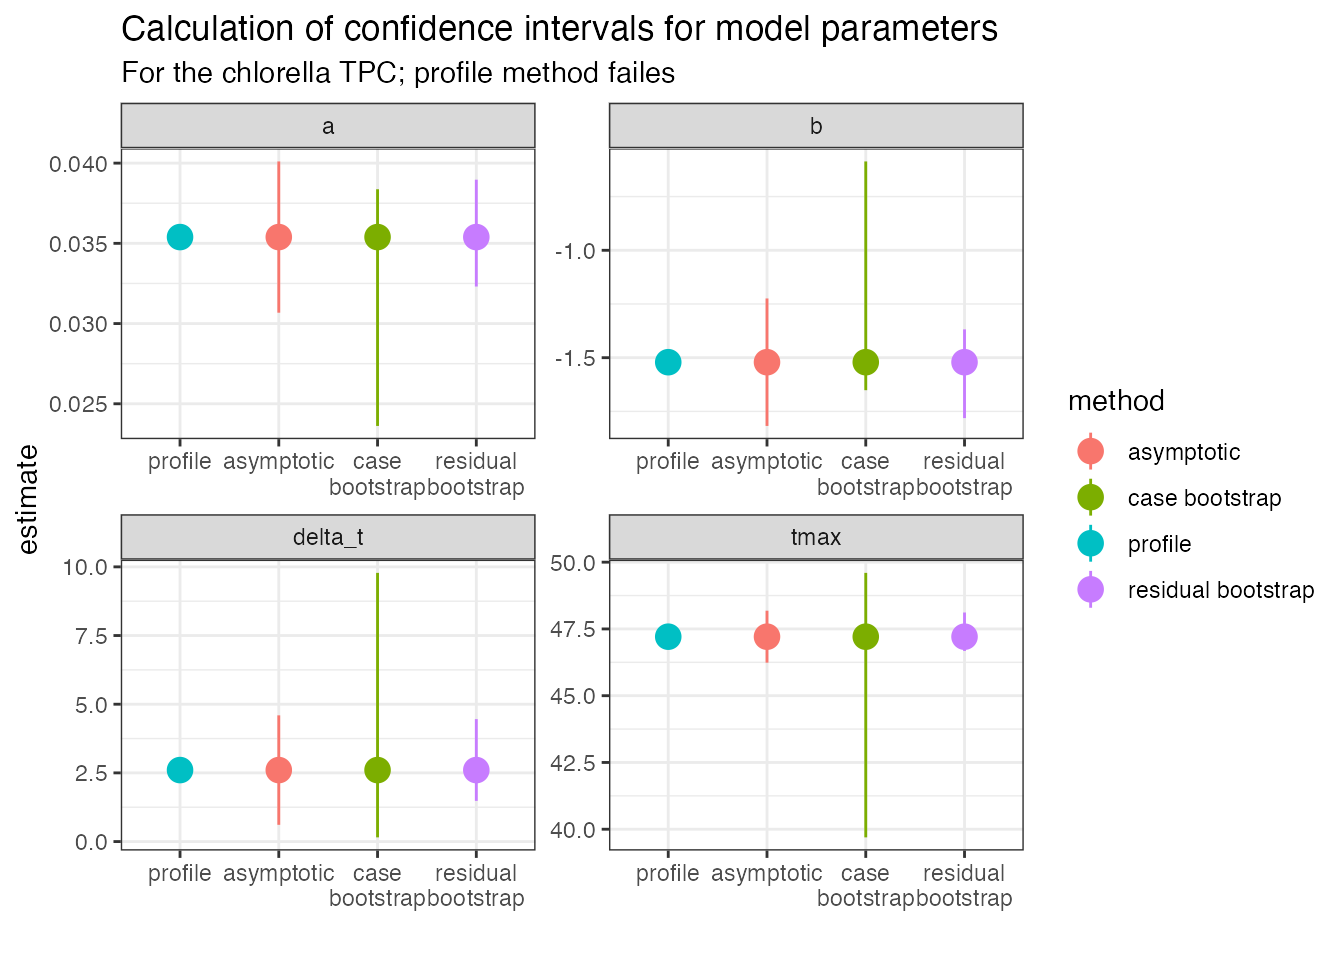 Calculation of confidence intervals for model parameters
For the chlorella TPC; profile method failes
a
b
0.040
0.035
0.030
0.025
-1.0
-1.5
profile asymptotic case residual
bootstrap bootstrap
profile asymptotic case residual
bootstrap bootstrap
estimate
delta_t
tmax
10.0
7.5
5.0
2.5
0.0
50.0
47.5
45.0
42.5
40.0
profile asymptotic case residual
bootstrap bootstrap
profile asymptotic case residual
bootstrap bootstrap
method
asymptotic
case bootstrap
profile
residual bootstrap